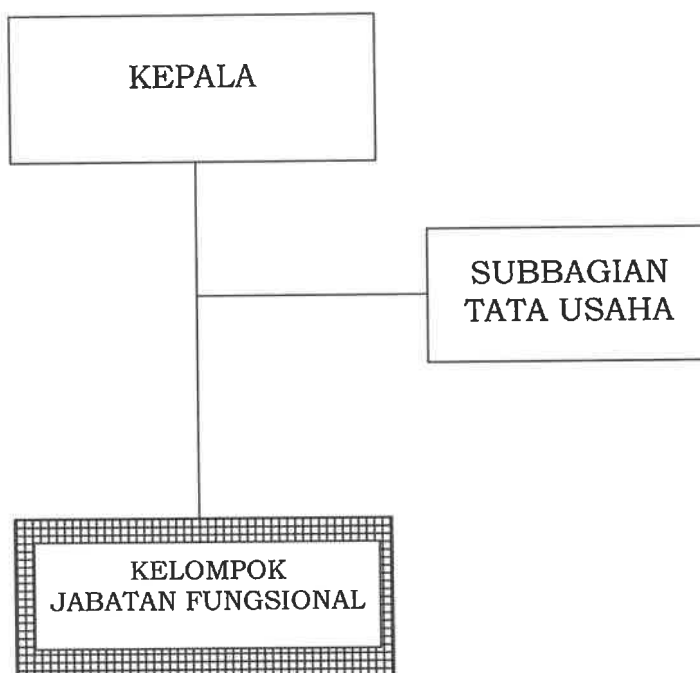 KEPALA
SUBBAGIAN
TATA USAHA
KELOMPOK
JABATAN FUNGSIONAL